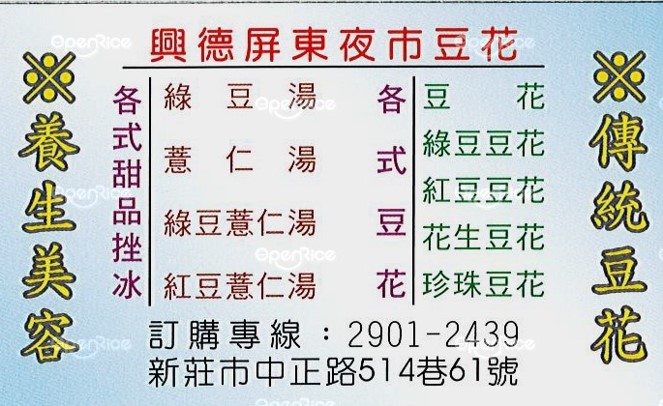 興德屏東夜市豆花
※傳統豆花
各式豆花
豆花
綠豆豆花
紅豆豆花
花生豆花
珍珠豆花
各式甜品挫冰
綠豆湯
薏仁湯
綠豆薏仁湯
紅豆薏仁湯
※養生美容
訂購專線：2901-2439
新莊市中正路514巷61號
OpenRice